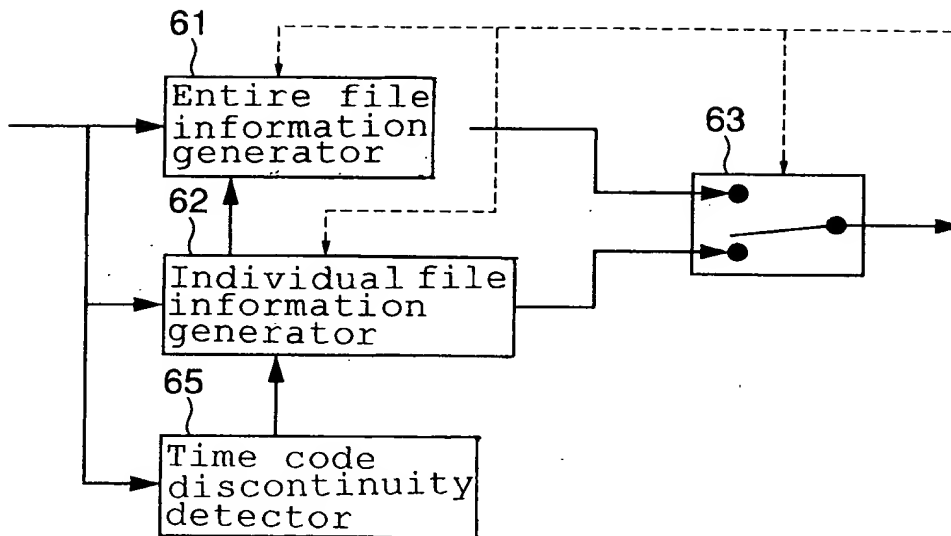 61
Entire file
information
generator
63
62
Individual file
information
generator
65
Time code
discontinuity
detector